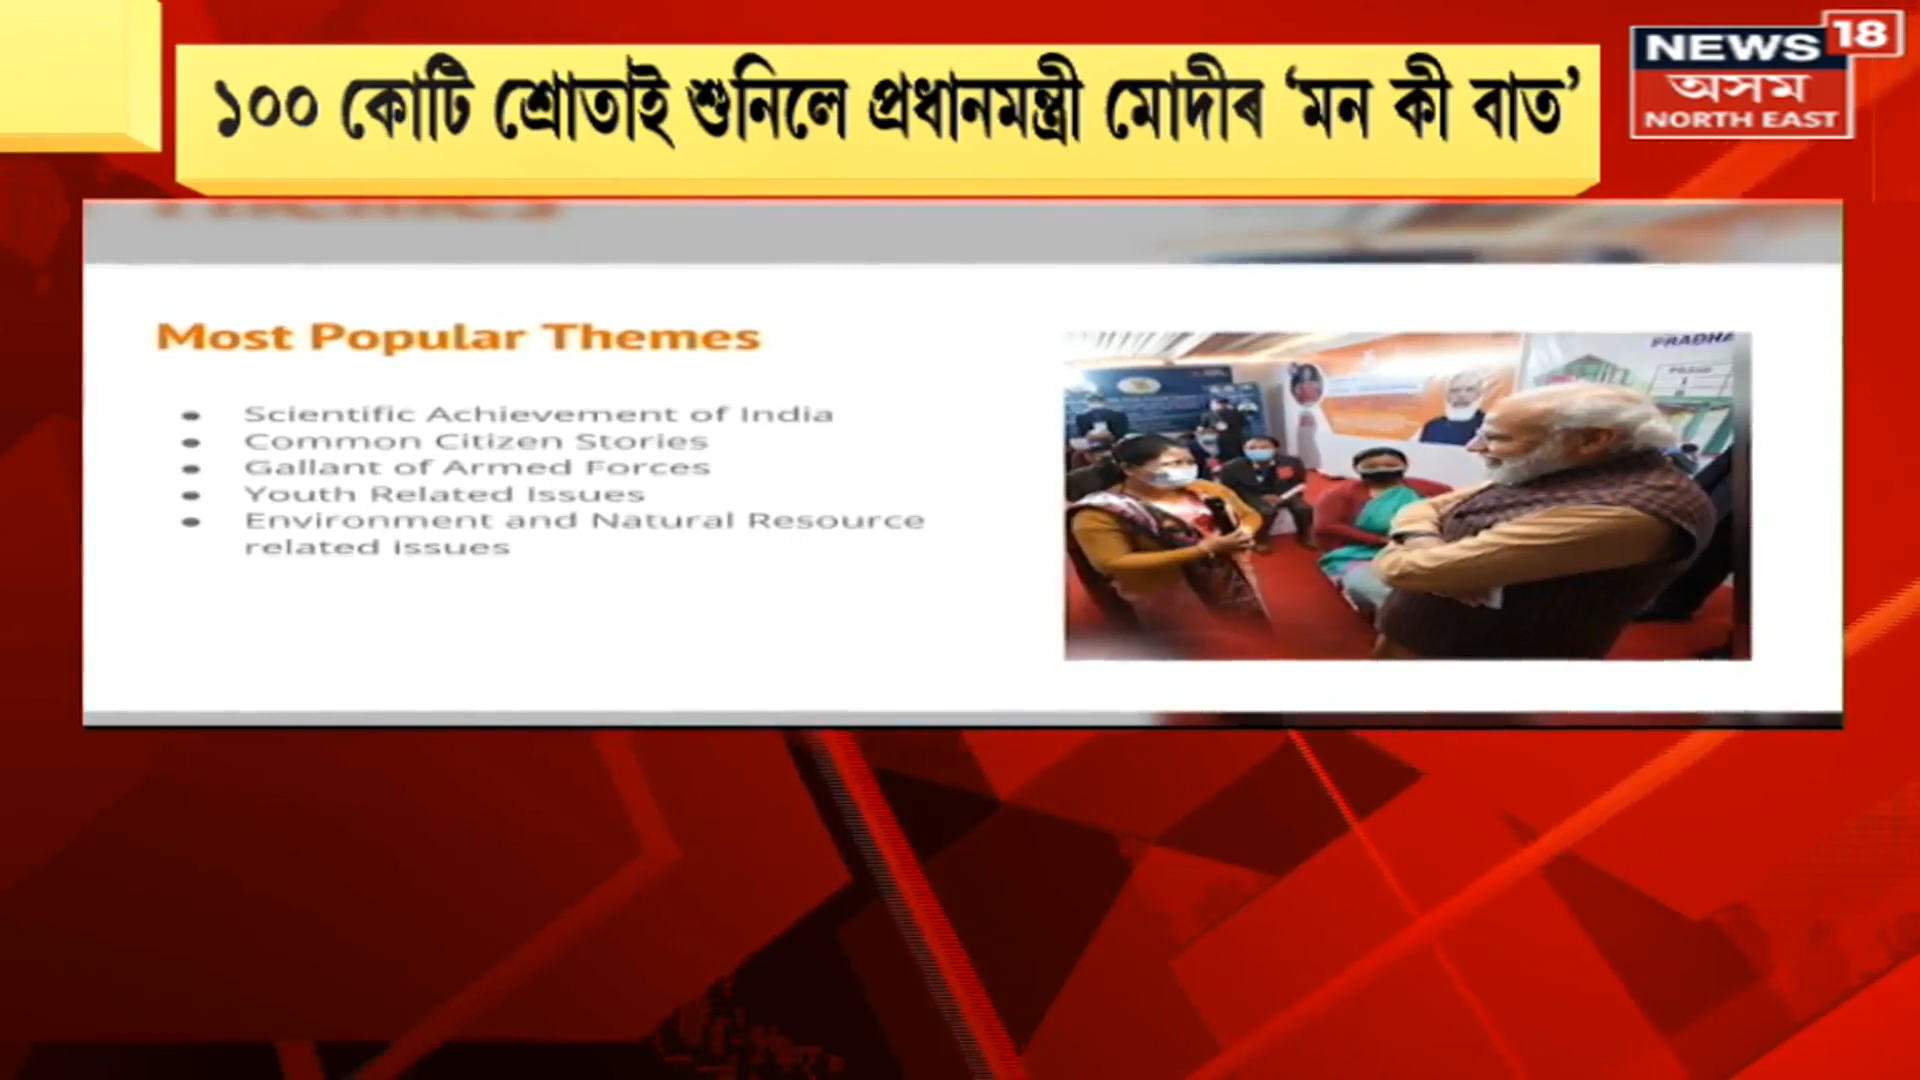 ১০০ কোটি শ্ৰোতাই শুনিলে প্ৰধানমন্ত্ৰী মোদীৰ ‘মন কী বাত’
NEWS 18
অসম
NORTH EAST
Most Popular Themes
● Scientific Achievement of India
● Common Citizen Stories
● Gallant of Armed Forces
● Youth Related Issues
● Environment and Natural Resource
related issues
PRADHA